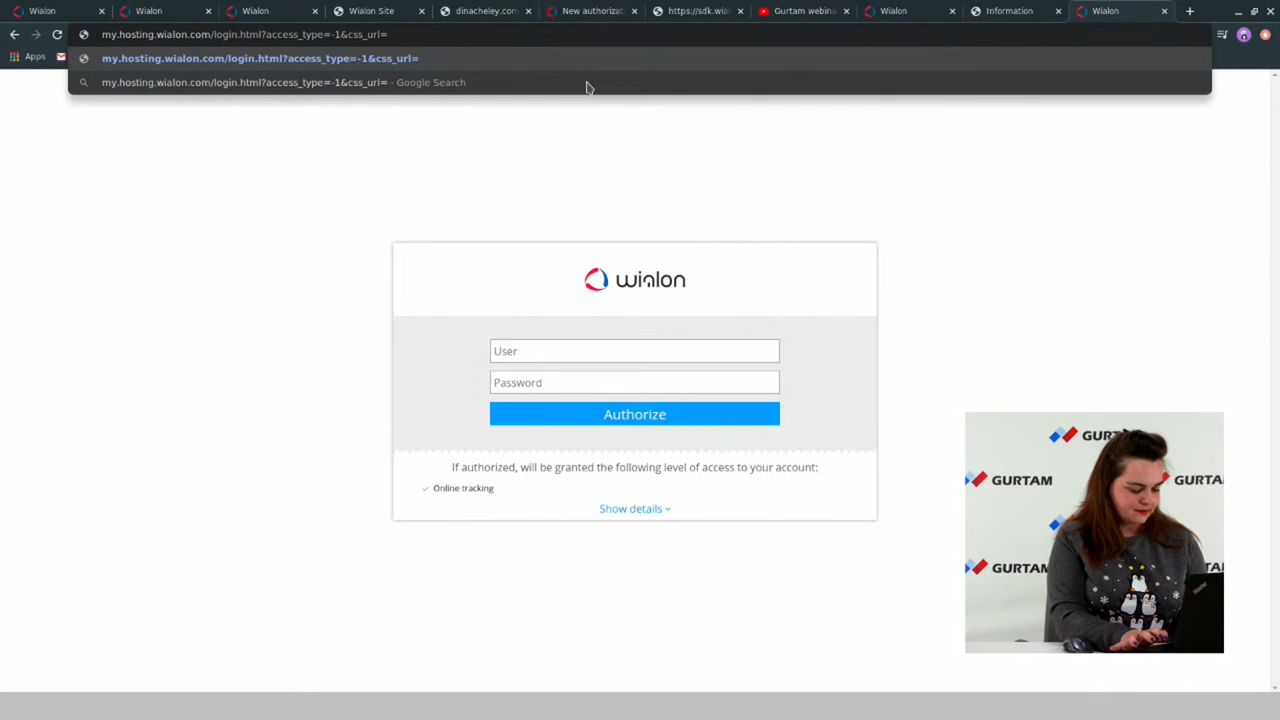 Wialon
Wialon
Wialon
Wialon Site
dinacheley.com
New authorizat
https://sdk.wia
Gurtam webina
Wialon
Information
Wialon
my.hosting.wialon.com/login.html?access_type=-1&css_url=
Apps
my.hosting.wialon.com/login.html?access_type=-1&css_url=
my.hosting.wialon.com/login.html?access_type=-1&css_url= - Google Search
wialon
User
Password
Authorize
If authorized, will be granted the following level of access to your account:
Online tracking
Show details
GURT
GURTAM
GURTA
GURTAM